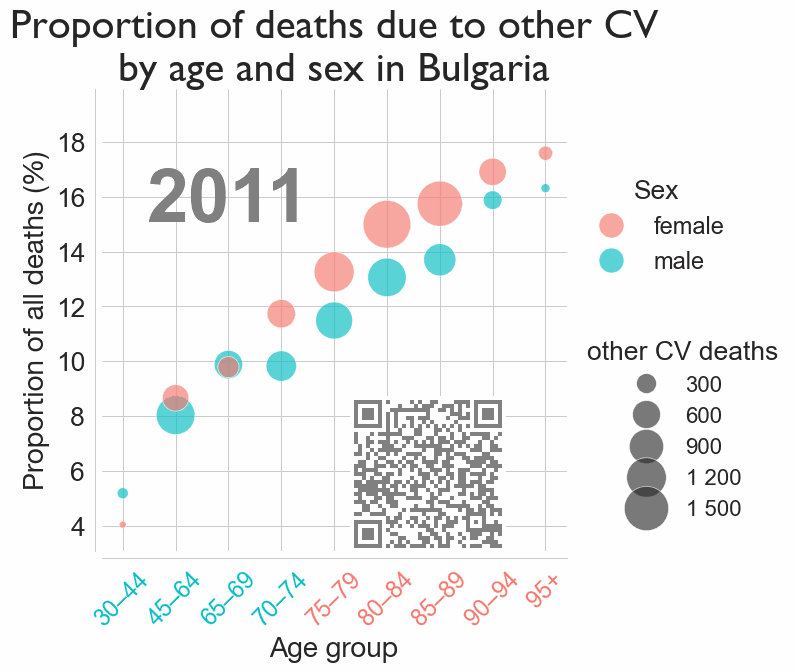 Proportion of deaths due to other CV
by age and sex in Bulgaria
2011
Proportion of all deaths (%)
18
16
14
12
10
8
6
4
30–44
45–64
65–69
70–74
75–79
80–84
85–89
90–94
95+
Age group
Sex
female
male
other CV deaths
300
600
900
1 200
1 500